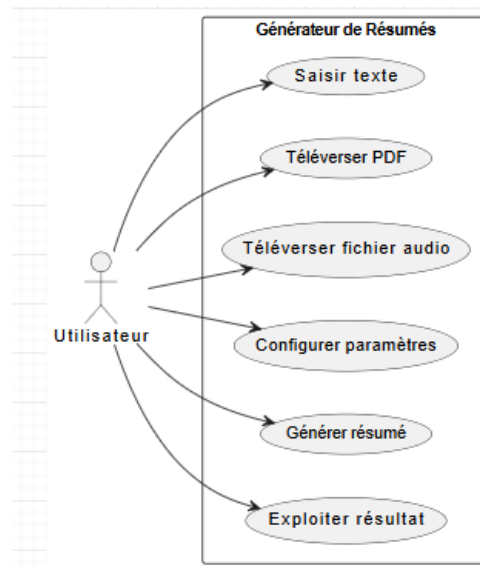 Générateur de Résumés
Saisir texte
Téléverser PDF
Téléverser fichier audio
Utilisateur
Configurer paramètres
Générer résumé
Exploiter résultat